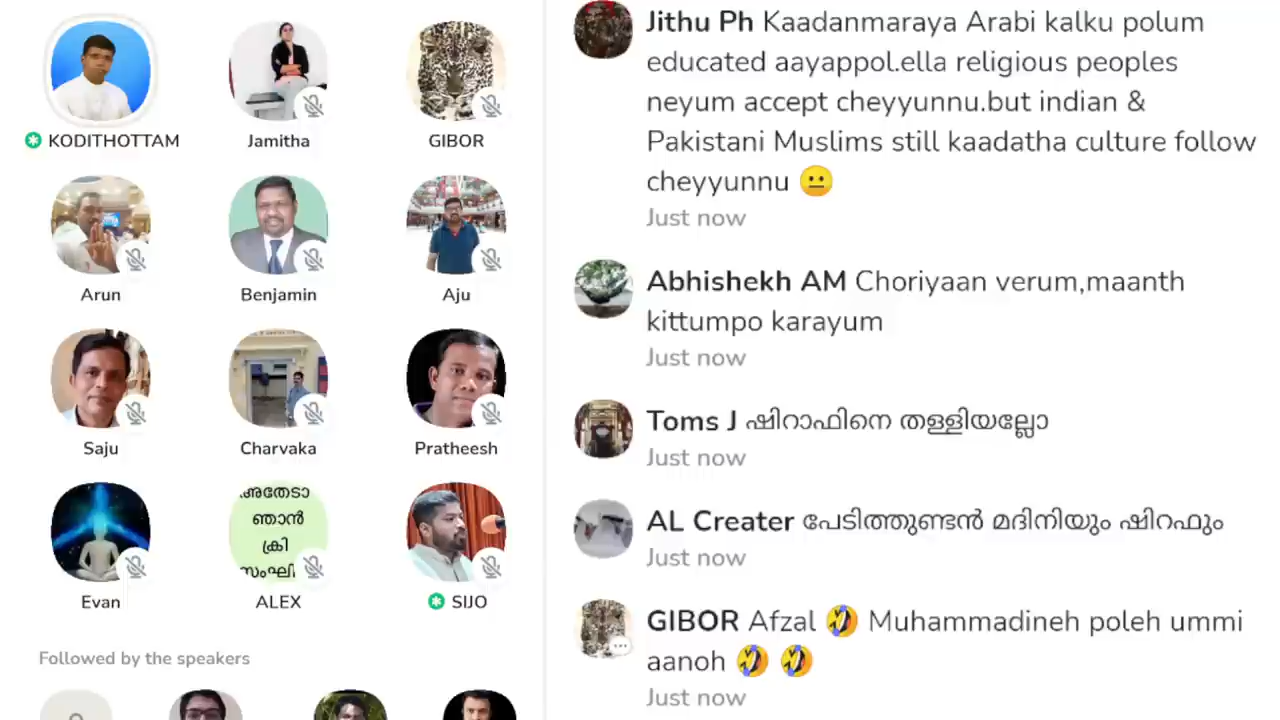 KODITHOTTAM
Jamitha
GIBOR
Arun
Benjamin
Aju
Saju
Charvaka
Pratheesh
അതേടാ
ഞാൻ
ക്രി
സംഘി
Evan
ALEX
SIJO
Followed by the speakers
Jithu Ph Kaadanmaraya Arabi kalku polum
educated aayappol.ella religious peoples
neyum accept cheyyunnu.but indian &
Pakistani Muslims still kaadatha culture follow
cheyyunnu 😐
Just now
Abhishekh AM Choriyaan verum,maanth
kittumpo karayum
Just now
Toms J ഷിറാഫിനെ തള്ളിയല്ലോ
Just now
AL Creater പേടിത്തുണ്ടൻ മദിനിയും ഷിറഫും
Just now
GIBOR Afzal 🤣 Muhammadineh poleh ummi
aanoh 🤣 🤣
Just now